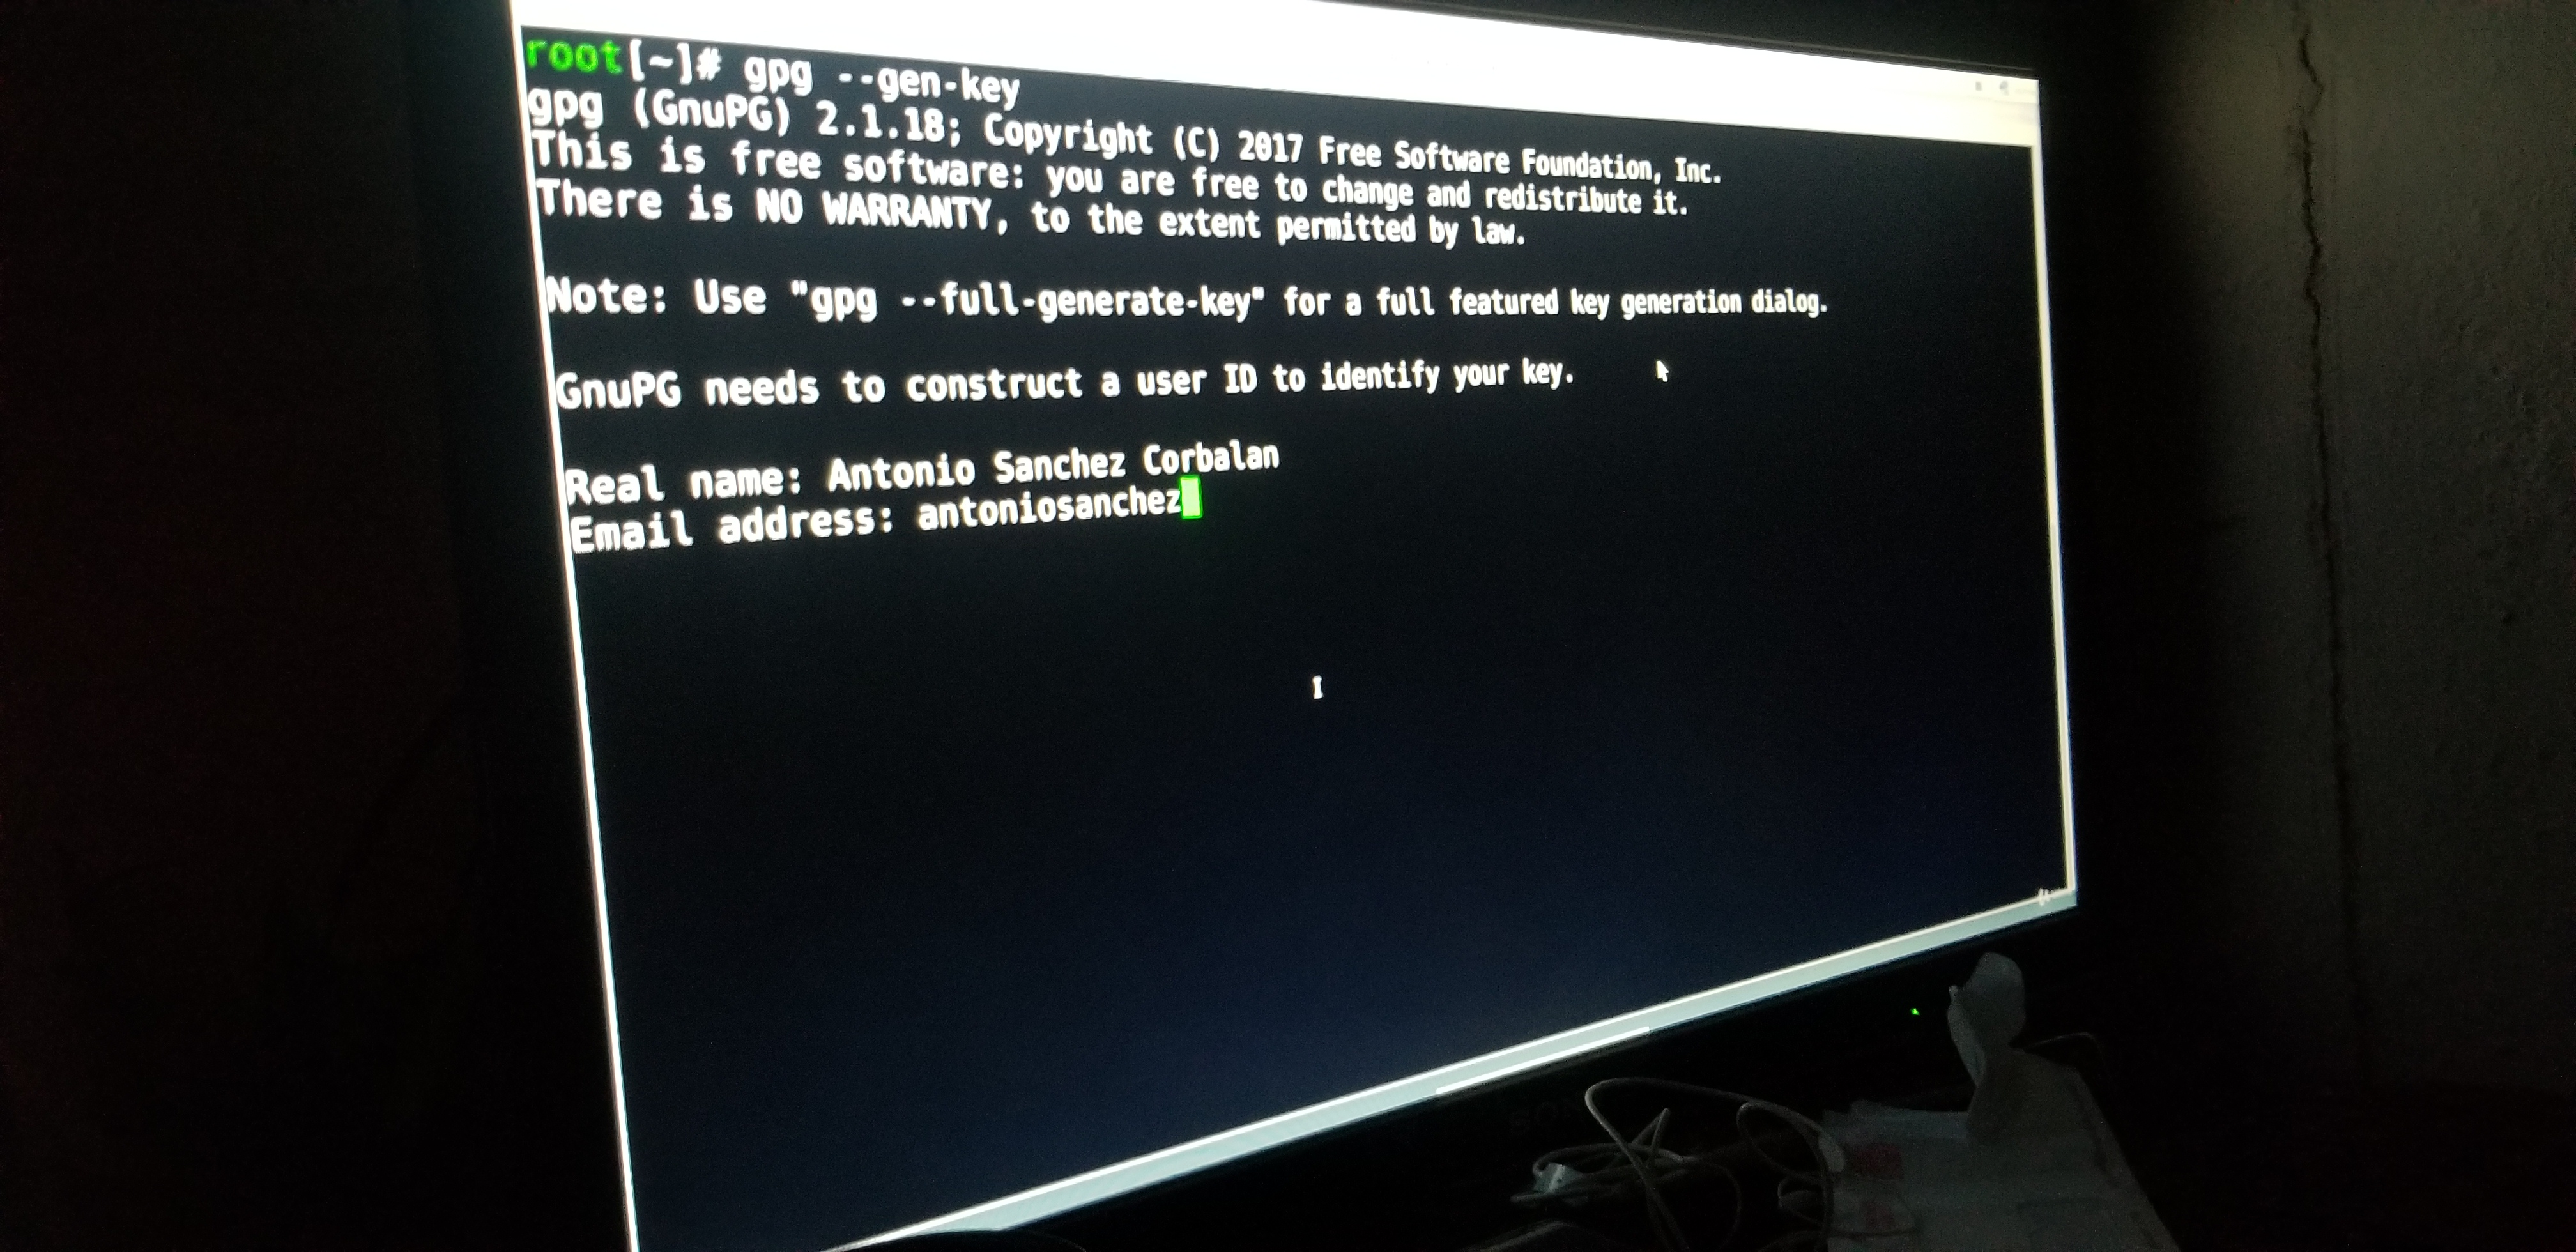 root[~]# gpg --gen-key
gpg (GnuPG) 2.1.18; Copyright (C) 2017 Free Software Foundation, Inc.
This is free software: you are free to change and redistribute it.
There is NO WARRANTY, to the extent permitted by law.
Note: Use "gpg --full-generate-key" for a full featured key generation dialog.
GnuPG needs to construct a user ID to identify your key.
Real name: Antonio Sanchez Corbalan
Email address: antoniosanchez